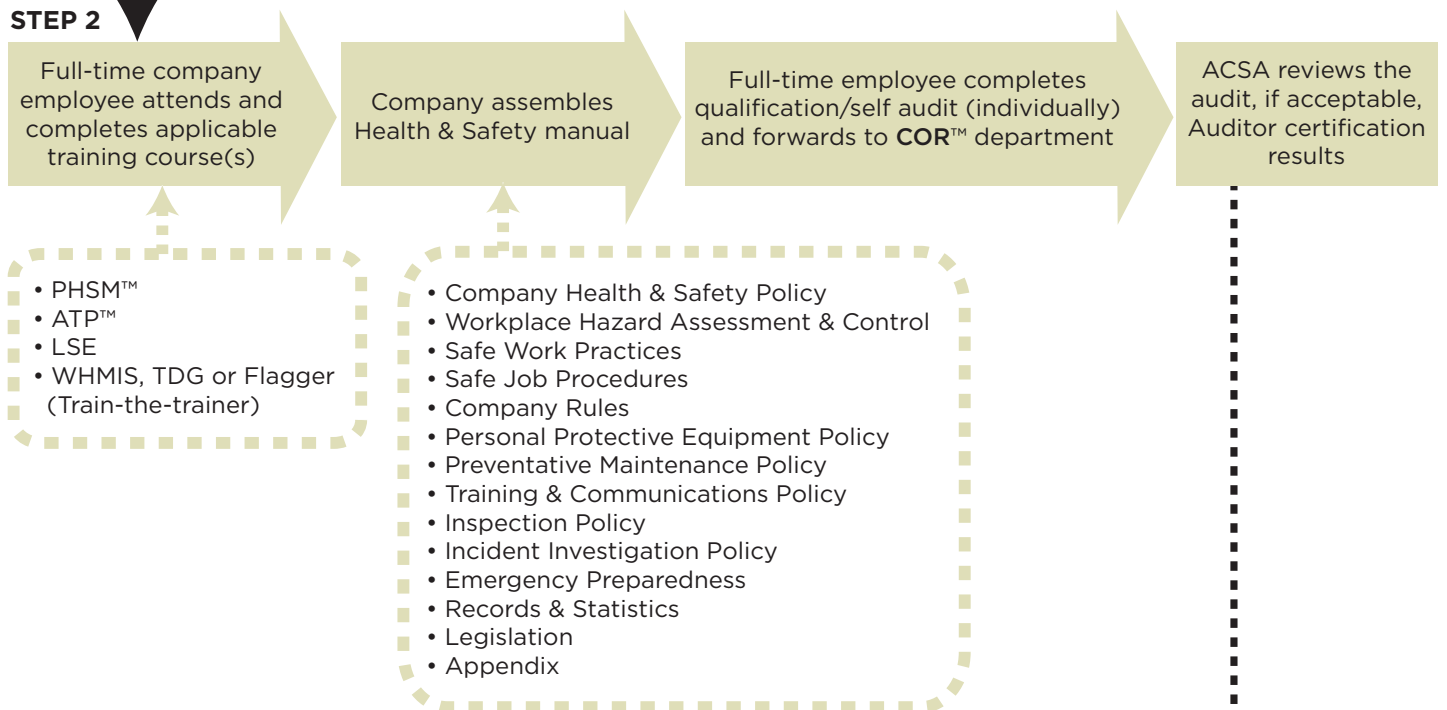 STEP 2
Full-time company
employee attends and
completes applicable
training course(s)
Company assembles
Health & Safety manual
Full-time employee completes
qualification/self audit (individually)
and forwards to COR™ department
ACSA reviews the
audit, if acceptable,
Auditor certification
results
• PHSM™
• ATP™
• LSE
• WHMIS, TDG or Flagger
(Train-the-trainer)
• Company Health & Safety Policy
• Workplace Hazard Assessment & Control
• Safe Work Practices
• Safe Job Procedures
• Company Rules
• Personal Protective Equipment Policy
• Preventative Maintenance Policy
• Training & Communications Policy
• Inspection Policy
• Incident Investigation Policy
• Emergency Preparedness
• Records & Statistics
• Legislation
• Appendix